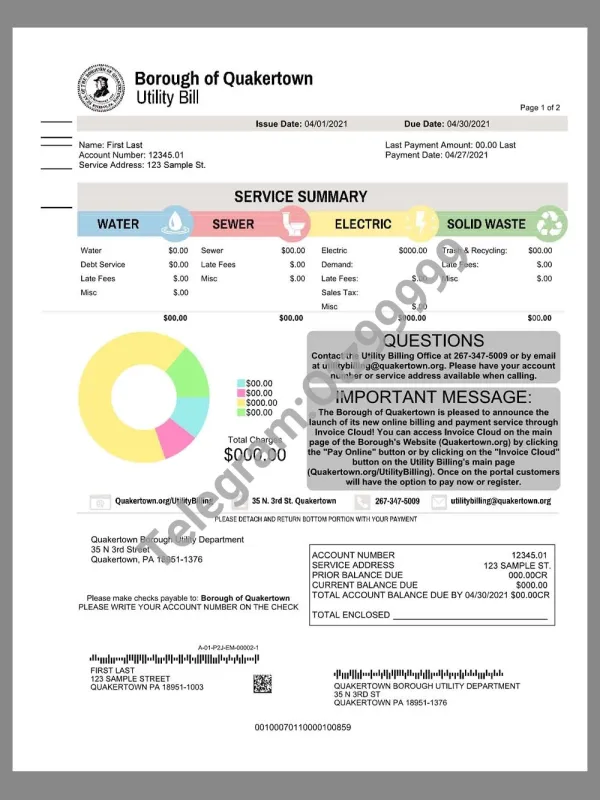 Borough of Quakertown
Utility Bill
Page 1 of 2
Issue Date: 04/01/2021 Due Date: 04/30/2021
Name: First Last
Account Number: 12345.01
Service Address: 123 Sample St.
Last Payment Amount: 00.00 Last
Payment Date: 04/27/2021
SERVICE SUMMARY
WATER SEWER ELECTRIC SOLID WASTE
Water $0.00 Sewer $00.00 Electric $000.00 Trash & Recycling: $00.00
Debt Service $0.00 Late Fees $.00 Demand: Late Fees: $.00
Late Fees $.00 Misc $.00 Late Fees: $.00 Misc $.00
Misc $.00 Sales Tax:
Misc $.00
$00.00 $00.00 $000.00 $00.00
$00.00
$00.00
$000.00
$00.00
Total Charges
$000.00
QUESTIONS
Contact the Utility Billing Office at 267-347-5009 or by email
at utilitybilling@quakertown.org. Please have your account
number or service address available when calling.
IMPORTANT MESSAGE:
The Borough of Quakertown is pleased to announce the
launch of its new online billing and payment service through
Invoice Cloud! You can access Invoice Cloud on the main
page of the Borough's Website (Quakertown.org) by clicking
the "Pay Online" button or by clicking on the "Invoice Cloud"
button on the Utility Billing's main page
(Quakertown.org/UtilityBilling). Once on the portal customers
will have the option to pay now or register.
Quakertown.org/UtilityBilling 35 N. 3rd St. Quakertown 267-347-5009 utilitybilling@quakertown.org
PLEASE DETACH AND RETURN BOTTOM PORTION WITH YOUR PAYMENT
Quakertown Borough Utility Department
35 N 3rd Street
Quakertown, PA 18951-1376
Please make checks payable to: Borough of Quakertown
PLEASE WRITE YOUR ACCOUNT NUMBER ON THE CHECK
ACCOUNT NUMBER 12345.01
SERVICE ADDRESS 123 SAMPLE ST.
PRIOR BALANCE DUE 000.00CR
CURRENT BALANCE DUE $000.00
TOTAL ACCOUNT BALANCE DUE BY 04/30/2021 $00.00CR
TOTAL ENCLOSED
A-01-P2J-EM-00002-1
FIRST LAST
123 SAMPLE STREET
QUAKERTOWN PA 18951-1003
QUAKERTOWN BOROUGH UTILITY DEPARTMENT
35 N 3RD ST
QUAKERTOWN PA 18951-1376
00100070110000100859
Telegram:Otz99999